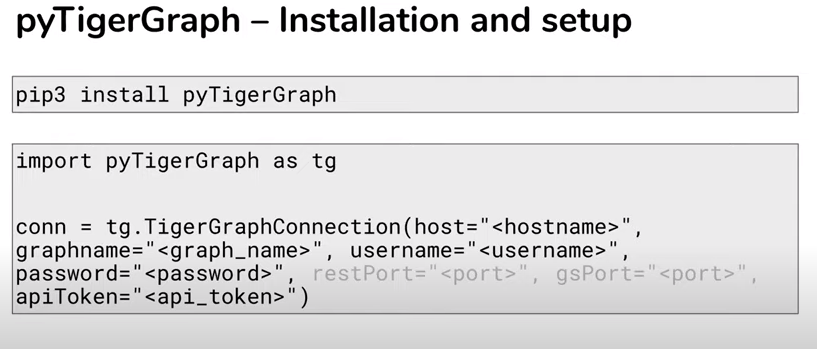 pyTigerGraph – Installation and setup
pip3 install pyTigerGraph
import pyTigerGraph as tg
conn = tg.TigerGraphConnection(host="<hostname>",
graphname="<graph_name>", username="<username>",
password="<password>", restPort="<port>", gsPort="<port>",
apiToken="<api_token>")